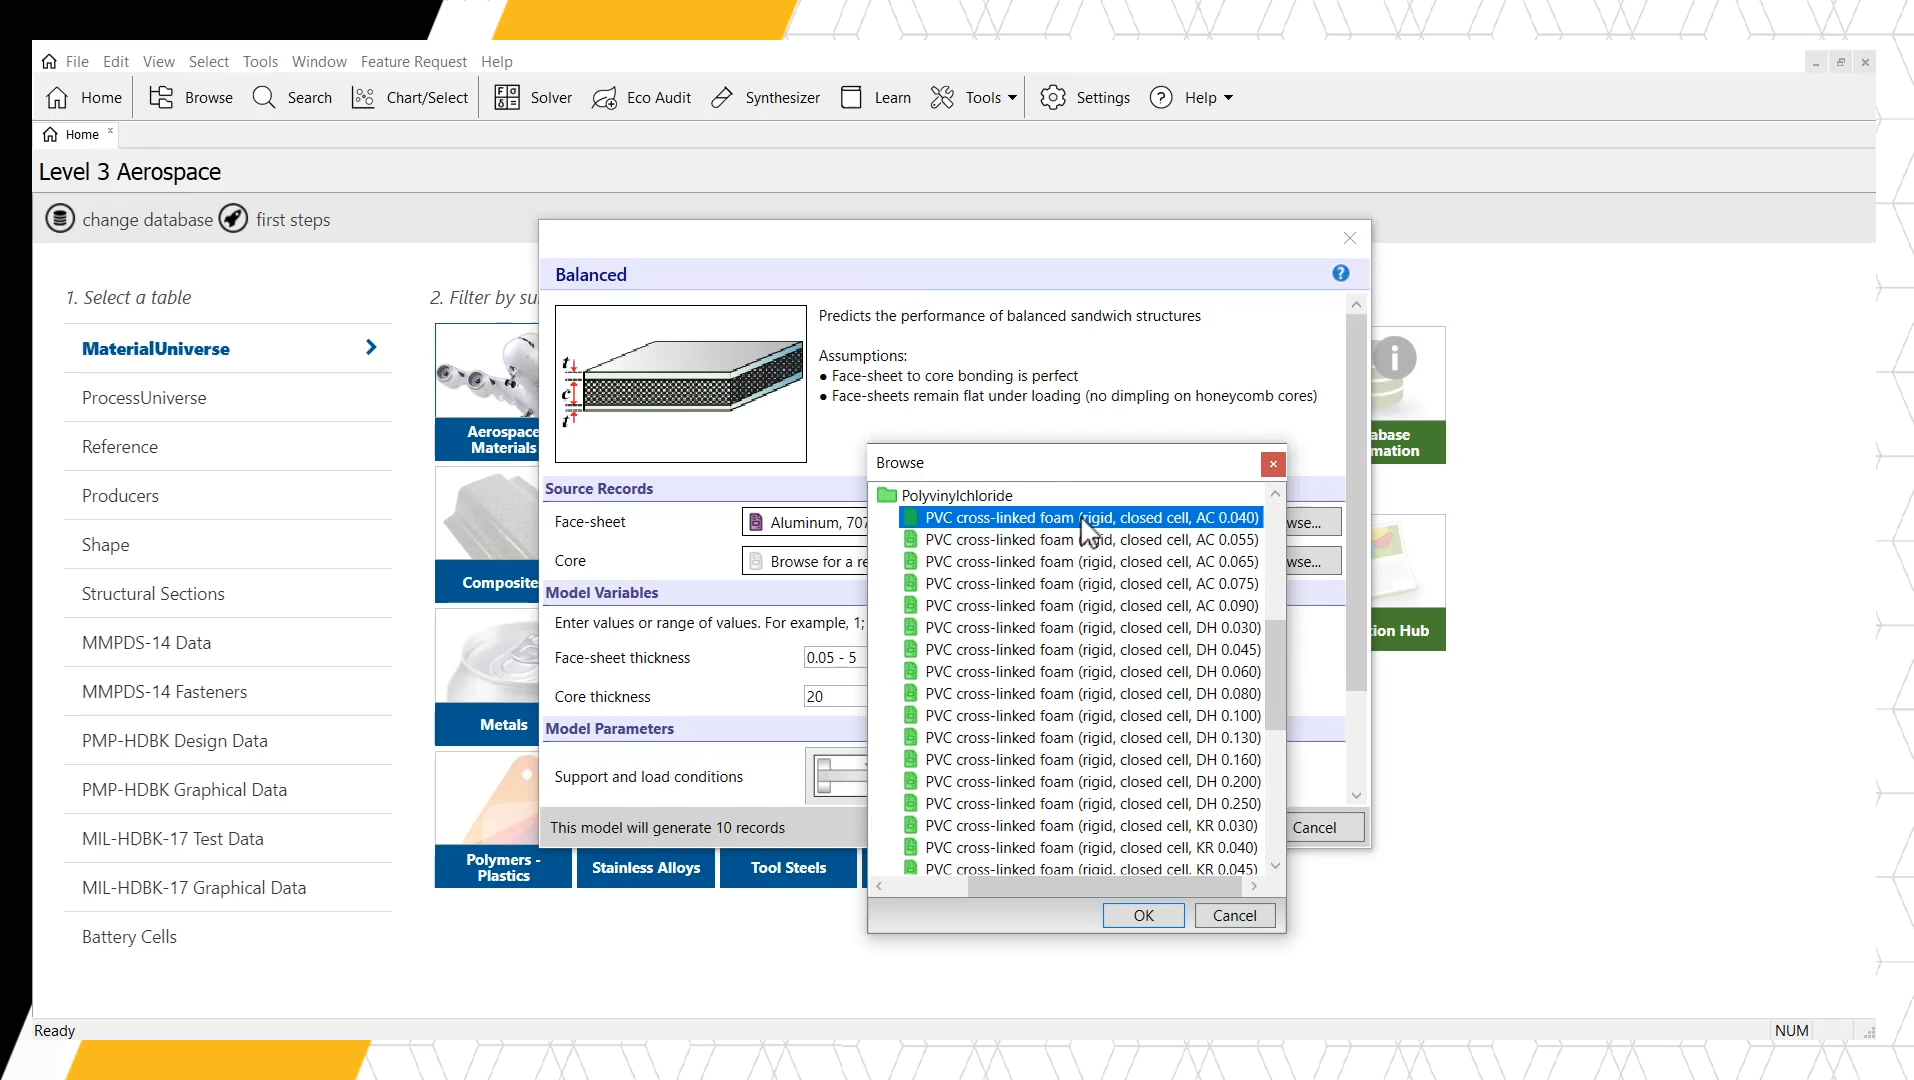 File Edit View Select Tools Window Feature Request Help
Home Browse Search Chart/Select Solver Eco Audit Synthesizer Learn Tools Settings Help
Home
Level 3 Aerospace
change database first steps
1. Select a table
MaterialUniverse
ProcessUniverse
Reference
Producers
Shape
Structural Sections
MMPDS-14 Data
MMPDS-14 Fasteners
PMP-HDBK Design Data
PMP-HDBK Graphical Data
MIL-HDBK-17 Test Data
MIL-HDBK-17 Graphical Data
Battery Cells
2. Filter by su
Aerospace
Materials
Composite
Metals
Polymers -
Plastics
Stainless Alloys
Tool Steels
abase
mation
ion Hub
Balanced
Predicts the performance of balanced sandwich structures
Assumptions:
• Face-sheet to core bonding is perfect
• Face-sheets remain flat under loading (no dimpling on honeycomb cores)
t
c
t
Source Records
Face-sheet Aluminum, 707 wse...
Core Browse for a re wse...
Model Variables
Enter values or range of values. For example, 1;
Face-sheet thickness 0.05 - 5
Core thickness 20
Model Parameters
Support and load conditions
This model will generate 10 records
Cancel
Browse
Polyvinylchloride
PVC cross-linked foam (rigid, closed cell, AC 0.040)
PVC cross-linked foam (rigid, closed cell, AC 0.055)
PVC cross-linked foam (rigid, closed cell, AC 0.065)
PVC cross-linked foam (rigid, closed cell, AC 0.075)
PVC cross-linked foam (rigid, closed cell, AC 0.090)
PVC cross-linked foam (rigid, closed cell, DH 0.030)
PVC cross-linked foam (rigid, closed cell, DH 0.045)
PVC cross-linked foam (rigid, closed cell, DH 0.060)
PVC cross-linked foam (rigid, closed cell, DH 0.080)
PVC cross-linked foam (rigid, closed cell, DH 0.100)
PVC cross-linked foam (rigid, closed cell, DH 0.130)
PVC cross-linked foam (rigid, closed cell, DH 0.160)
PVC cross-linked foam (rigid, closed cell, DH 0.200)
PVC cross-linked foam (rigid, closed cell, DH 0.250)
PVC cross-linked foam (rigid, closed cell, KR 0.030)
PVC cross-linked foam (rigid, closed cell, KR 0.040)
PVC cross-linked foam (rigid, closed cell, KR 0.045)
OK Cancel
Ready NUM